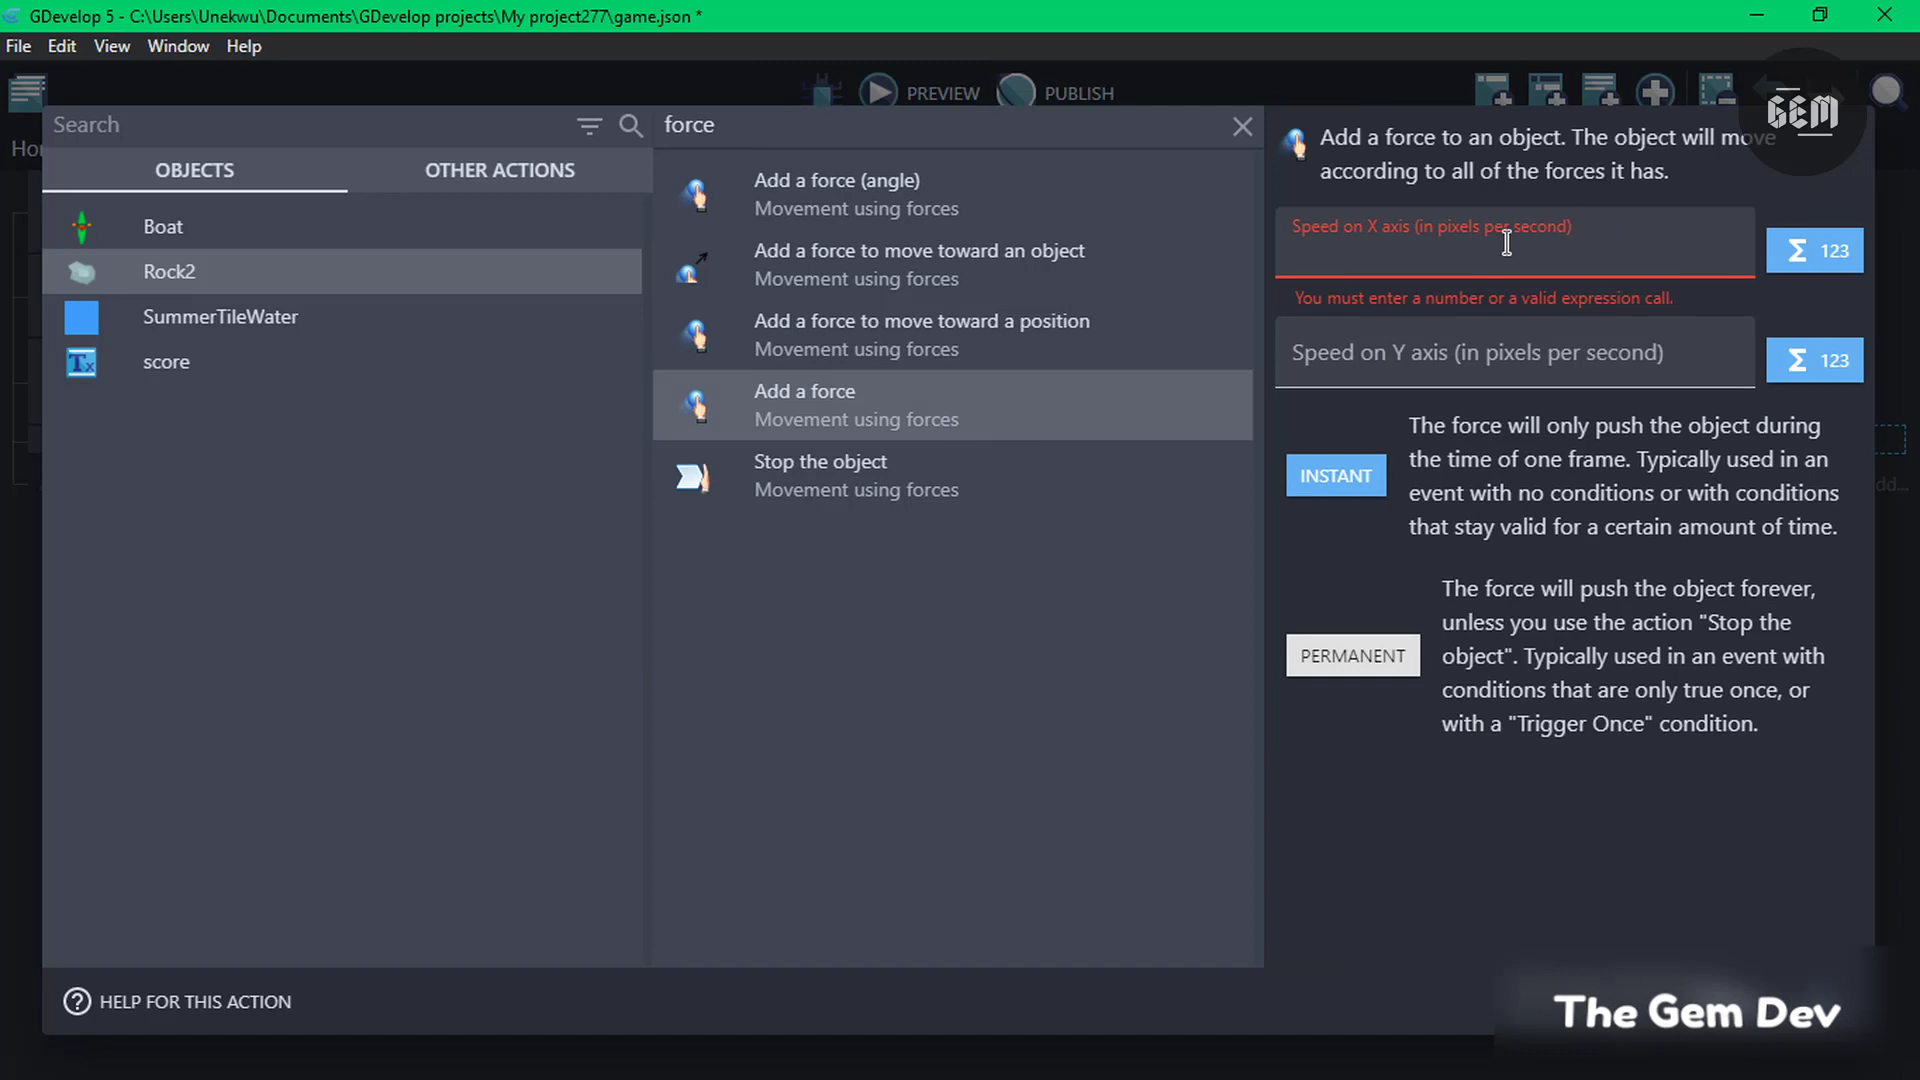 GDevelop 5 - C:\Users\Unekwu\Documents\GDevelop projects\My project277\game.json *
File Edit View Window Help
PREVIEW PUBLISH
GEM
Search
force
OBJECTS OTHER ACTIONS
Boat
Rock2
SummerTileWater
Tx score
Add a force (angle)
Movement using forces
Add a force to move toward an object
Movement using forces
Add a force to move toward a position
Movement using forces
Add a force
Movement using forces
Stop the object
Movement using forces
Add a force to an object. The object will move
according to all of the forces it has.
Speed on X axis (in pixels per second)
Σ 123
You must enter a number or a valid expression call.
Speed on Y axis (in pixels per second)
Σ 123
INSTANT
The force will only push the object during
the time of one frame. Typically used in an
event with no conditions or with conditions
that stay valid for a certain amount of time.
PERMANENT
The force will push the object forever,
unless you use the action "Stop the
object". Typically used in an event with
conditions that are only true once, or
with a "Trigger Once" condition.
? HELP FOR THIS ACTION
The Gem Dev